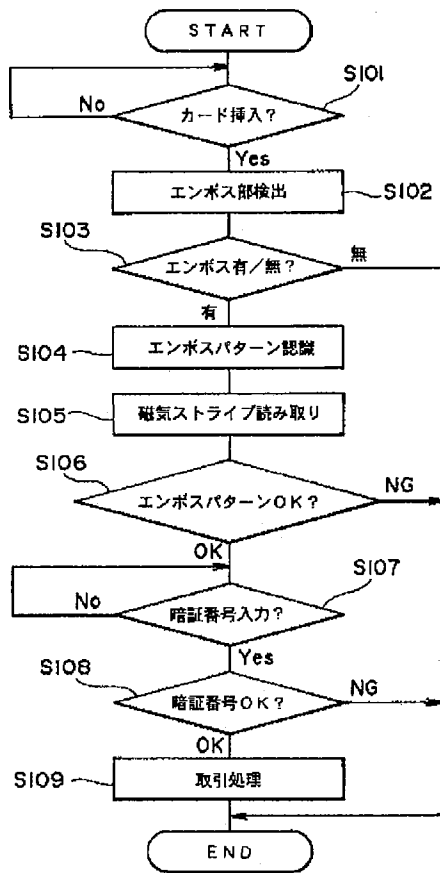 START
S101
カード挿入?
No
Yes
エンボス部検出
S102
S103
エンボス有/無?
無
有
S104
エンボスパターン認識
S105
磁気ストライプ読み取り
S106
エンボスパターンOK?
NG
OK
S107
No
暗証番号入力?
Yes
S108
暗証番号OK?
NG
OK
S109
取引処理
END